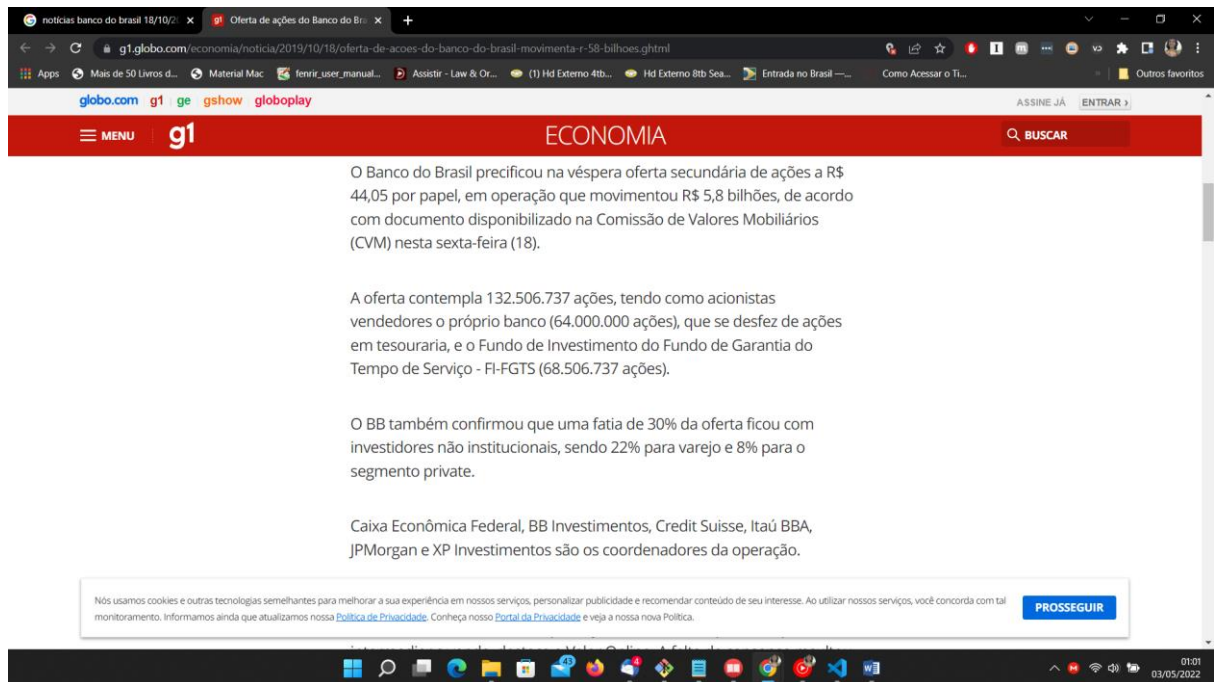 notícias banco do brasil 18/10/2
Oferta de ações do Banco do Bra
g1.globo.com/economia/noticia/2019/10/18/oferta-de-acoes-do-banco-do-brasil-movimenta-r-58-bilhoes.ghtml
Apps Mais de 50 Livros d... Material Mac fenrir_user_manual... Assistir - Law & Or... (1) Hd Externo 4tb... Hd Externo 8tb Sea... Entrada no Brasil —... Como Acessar o Ti... Outros favoritos
globo.com g1 ge gshow globoplay ASSINE JÁ ENTRAR ›
MENU g1 ECONOMIA BUSCAR
O Banco do Brasil precificou na véspera oferta secundária de ações a R$
44,05 por papel, em operação que movimentou R$ 5,8 bilhões, de acordo
com documento disponibilizado na Comissão de Valores Mobiliários
(CVM) nesta sexta-feira (18).
A oferta contempla 132.506.737 ações, tendo como acionistas
vendedores o próprio banco (64.000.000 ações), que se desfez de ações
em tesouraria, e o Fundo de Investimento do Fundo de Garantia do
Tempo de Serviço - FI-FGTS (68.506.737 ações).
O BB também confirmou que uma fatia de 30% da oferta ficou com
investidores não institucionais, sendo 22% para varejo e 8% para o
segmento private.
Caixa Econômica Federal, BB Investimentos, Credit Suisse, Itaú BBA,
JPMorgan e XP Investimentos são os coordenadores da operação.
Nós usamos cookies e outras tecnologias semelhantes para melhorar a sua experiência em nossos serviços, personalizar publicidade e recomendar conteúdo de seu interesse. Ao utilizar nossos serviços, você concorda com tal
monitoramento. Informamos ainda que atualizamos nossa Política de Privacidade. Conheça nosso Portal da Privacidade e veja a nossa nova Política.
PROSSEGUIR
43
01:01
03/05/2022